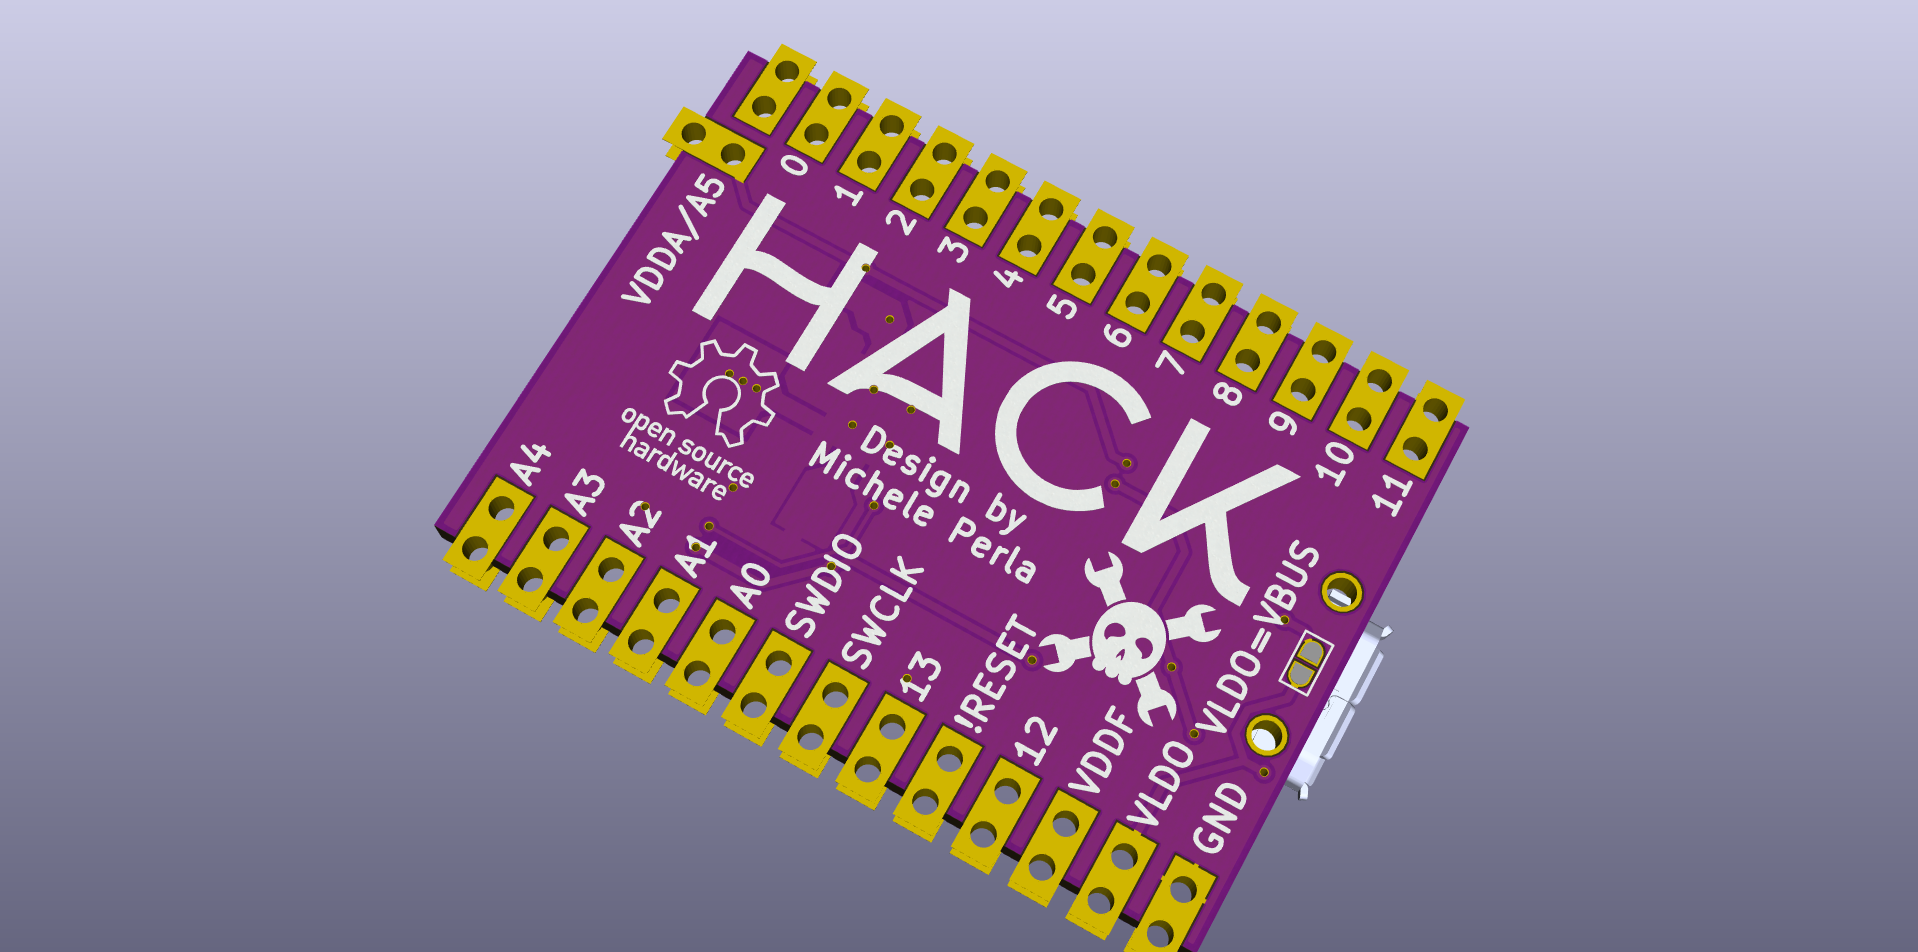 0
1
2
3
4
5
6
7
8
9
10
11
VDDA/A5
HACK
open source
hardware
Design by
Michele Perla
A4
A3
A2
A1
A0
SWDIO
SWCLK
13
!RESET
12
VDDF
VLDO
GND
VLDO=VBUS